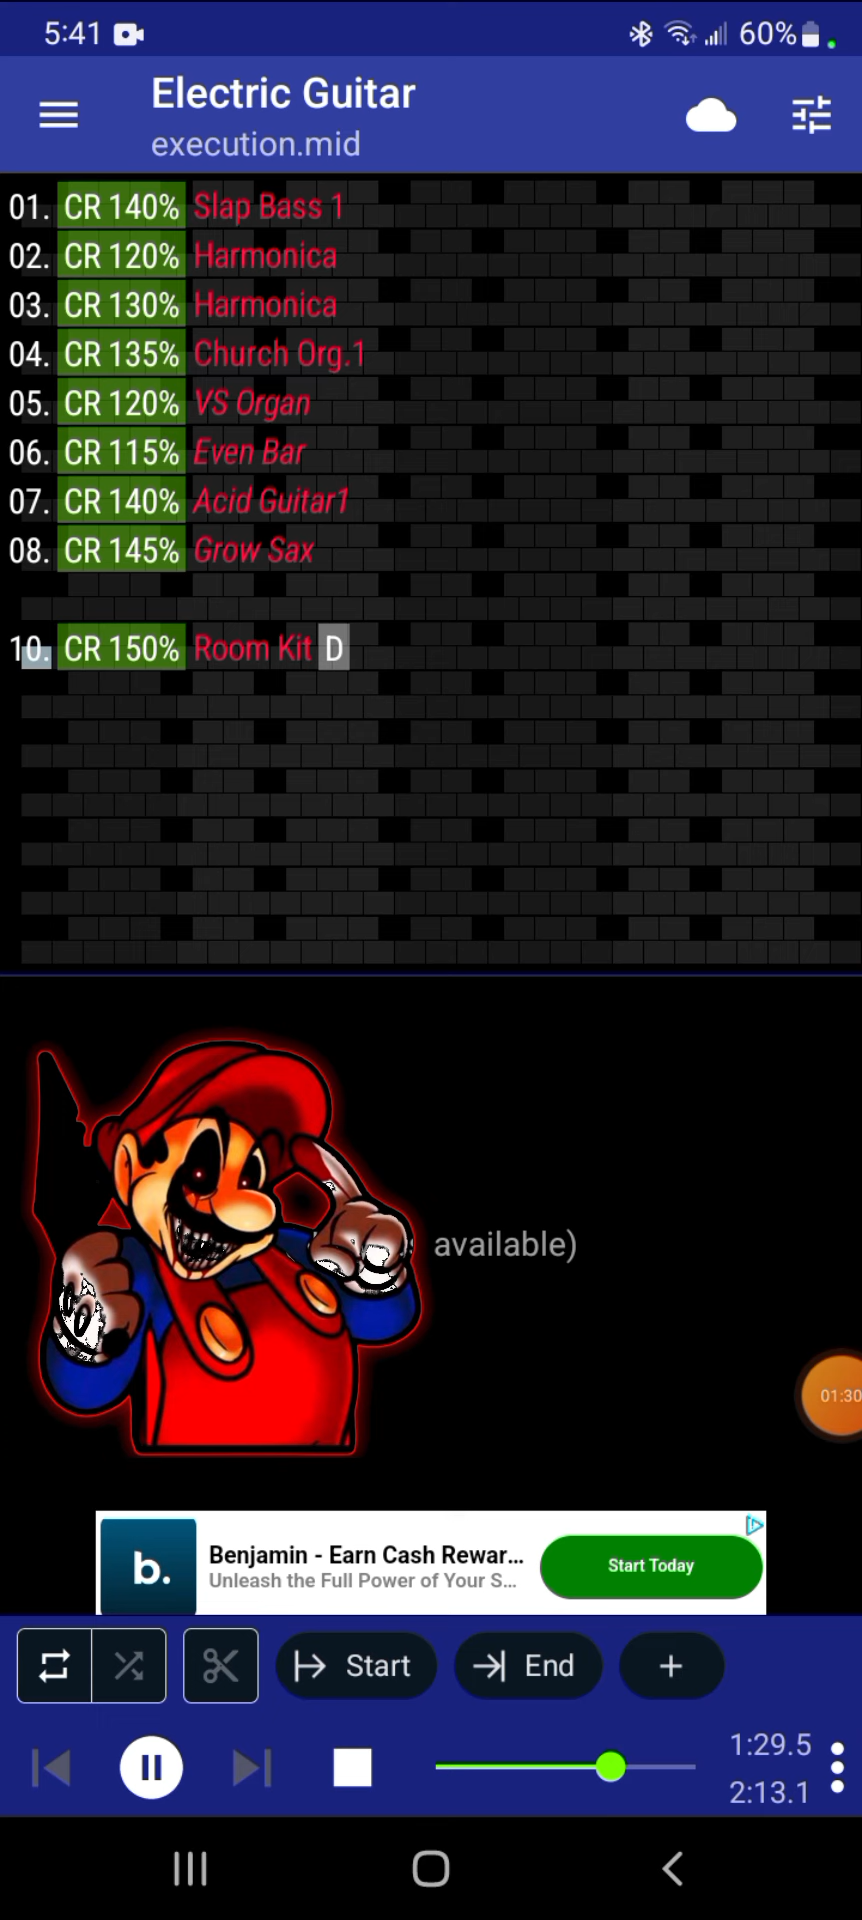 5:41
60%
Electric Guitar
execution.mid
01. CR 140% Slap Bass 1
02. CR 120% Harmonica
03. CR 130% Harmonica
04. CR 135% Church Org.1
05. CR 120% VS Organ
06. CR 115% Even Bar
07. CR 140% Acid Guitar1
08. CR 145% Grow Sax
10. CR 150% Room Kit D
available)
01:30
b.
Benjamin - Earn Cash Rewar...
Unleash the Full Power of Your S...
Start Today
Start
End
+
1:29.5
2:13.1